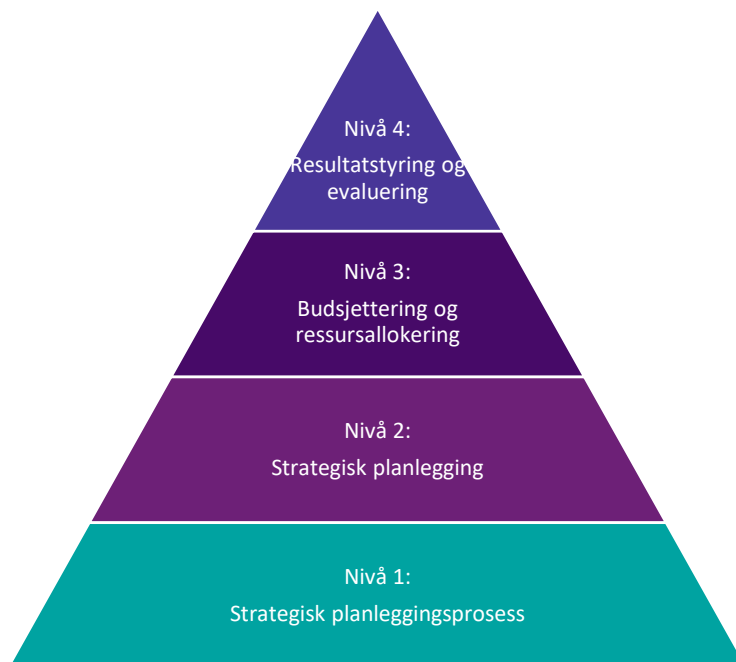 Nivå 4:
Resultatstyring og
evaluering
Nivå 3:
Budsjettering og
ressursallokering
Nivå 2:
Strategisk planlegging
Nivå 1:
Strategisk planleggingsprosess